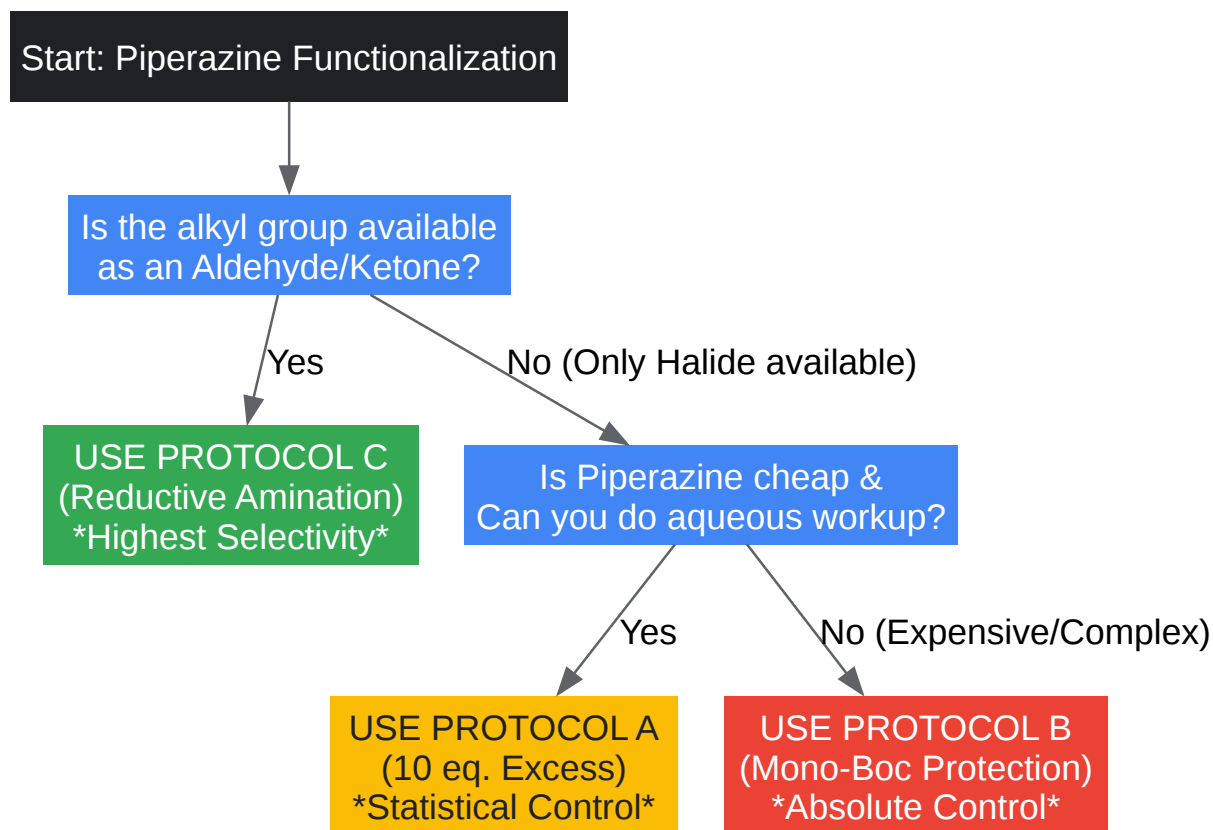 Start: Piperazine Functionalization
Is the alkyl group available
as an Aldehyde/Ketone?
Yes
No (Only Halide available)
USE PROTOCOL C
(Reductive Amination)
*Highest Selectivity*
Is Piperazine cheap &
Can you do aqueous workup?
Yes
No (Expensive/Complex)
USE PROTOCOL A
(10 eq. Excess)
*Statistical Control*
USE PROTOCOL B
(Mono-Boc Protection)
*Absolute Control*